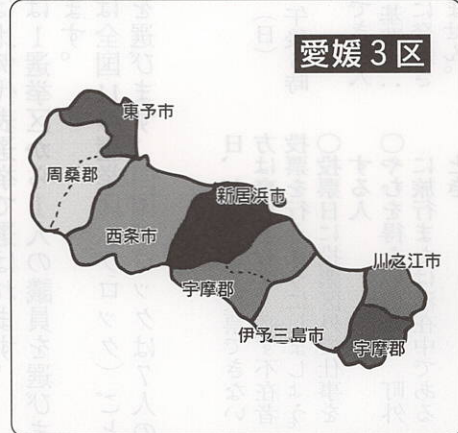 愛媛3区
東予市
周桑郡
新居浜市
西条市
川之江市
宇摩郡
伊予三島市
宇摩郡